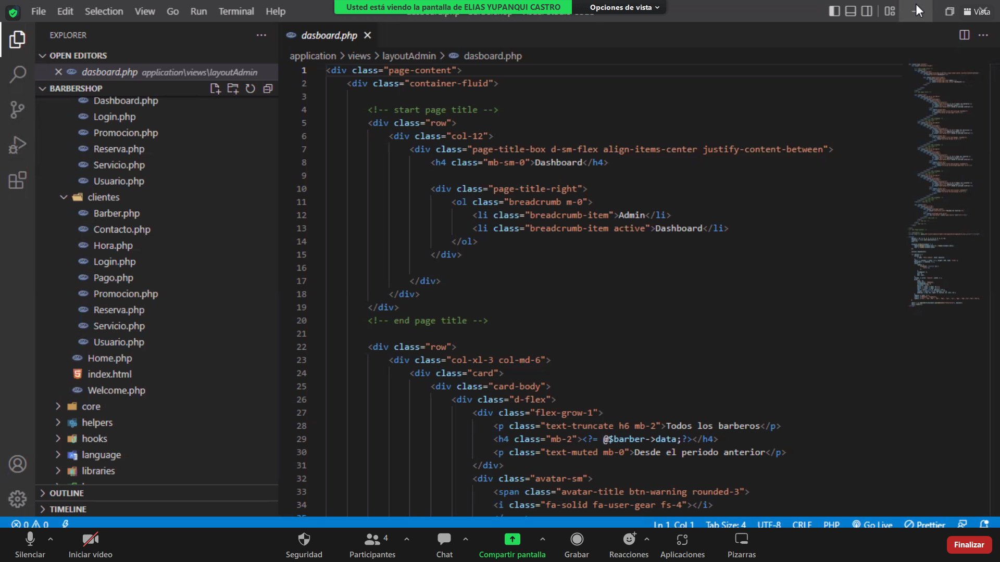 File Edit Selection View Go Run Terminal Help
Usted está viendo la pantalla de ELIAS YUPANQUI CASTRO
Opciones de vista
Vista
EXPLORER
OPEN EDITORS
dasboard.php application\views\layoutAdmin
BARBERSHOP
Dashboard.php
Login.php
Promocion.php
Reserva.php
Servicio.php
Usuario.php
clientes
Barber.php
Contacto.php
Hora.php
Login.php
Pago.php
Promocion.php
Reserva.php
Servicio.php
Usuario.php
Home.php
index.html
Welcome.php
core
helpers
hooks
language
libraries
OUTLINE
TIMELINE
dasboard.php
application > views > layoutAdmin > dasboard.php
1 <div class="page-content">
2 <div class="container-fluid">
3
4 <!-- start page title -->
5 <div class="row">
6 <div class="col-12">
7 <div class="page-title-box d-sm-flex align-items-center justify-content-between">
8 <h4 class="mb-sm-0">Dashboard</h4>
9
10 <div class="page-title-right">
11 <ol class="breadcrumb m-0">
12 <li class="breadcrumb-item">Admin</li>
13 <li class="breadcrumb-item active">Dashboard</li>
14 </ol>
15 </div>
16
17 </div>
18 </div>
19 </div>
20 <!-- end page title -->
21
22 <div class="row">
23 <div class="col-xl-3 col-md-6">
24 <div class="card">
25 <div class="card-body">
26 <div class="d-flex">
27 <div class="flex-grow-1">
28 <p class="text-truncate h6 mb-2">Todos los barberos</p>
29 <h4 class="mb-2"><?= @$barber->data;?></h4>
30 <p class="text-muted mb-0">Desde el periodo anterior</p>
31 </div>
32 <div class="avatar-sm">
33 <span class="avatar-title btn-warning rounded-3">
34 <i class="fa-solid fa-user-gear fs-4"></i>
0 0
Ln 1, Col 1 Tab Size: 4 UTF-8 CRLF PHP Go Live Prettier
Silenciar
Iniciar vídeo
Seguridad
4
Participantes
Chat
Compartir pantalla
Grabar
Reacciones
Aplicaciones
Pizarras
Finalizar